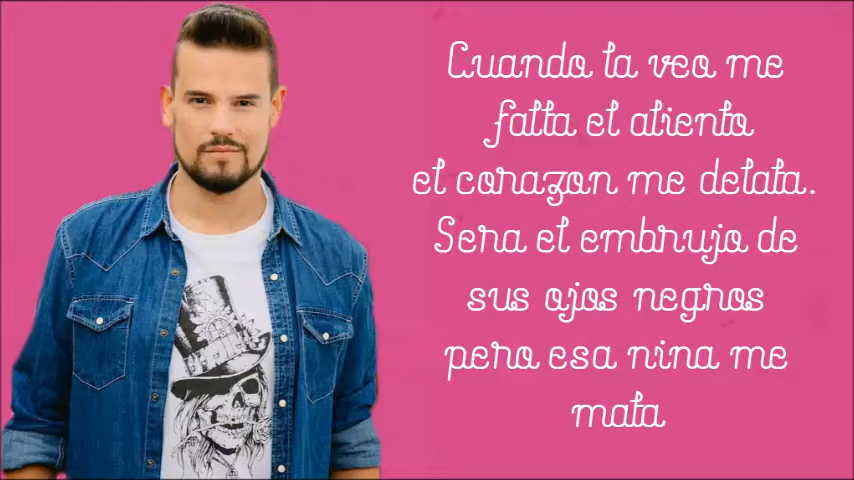 Cuando la veo me
falta el aliento
el corazon me delata.
Sera el embrujo de
sus ojos negros
pero esa nina me
mata